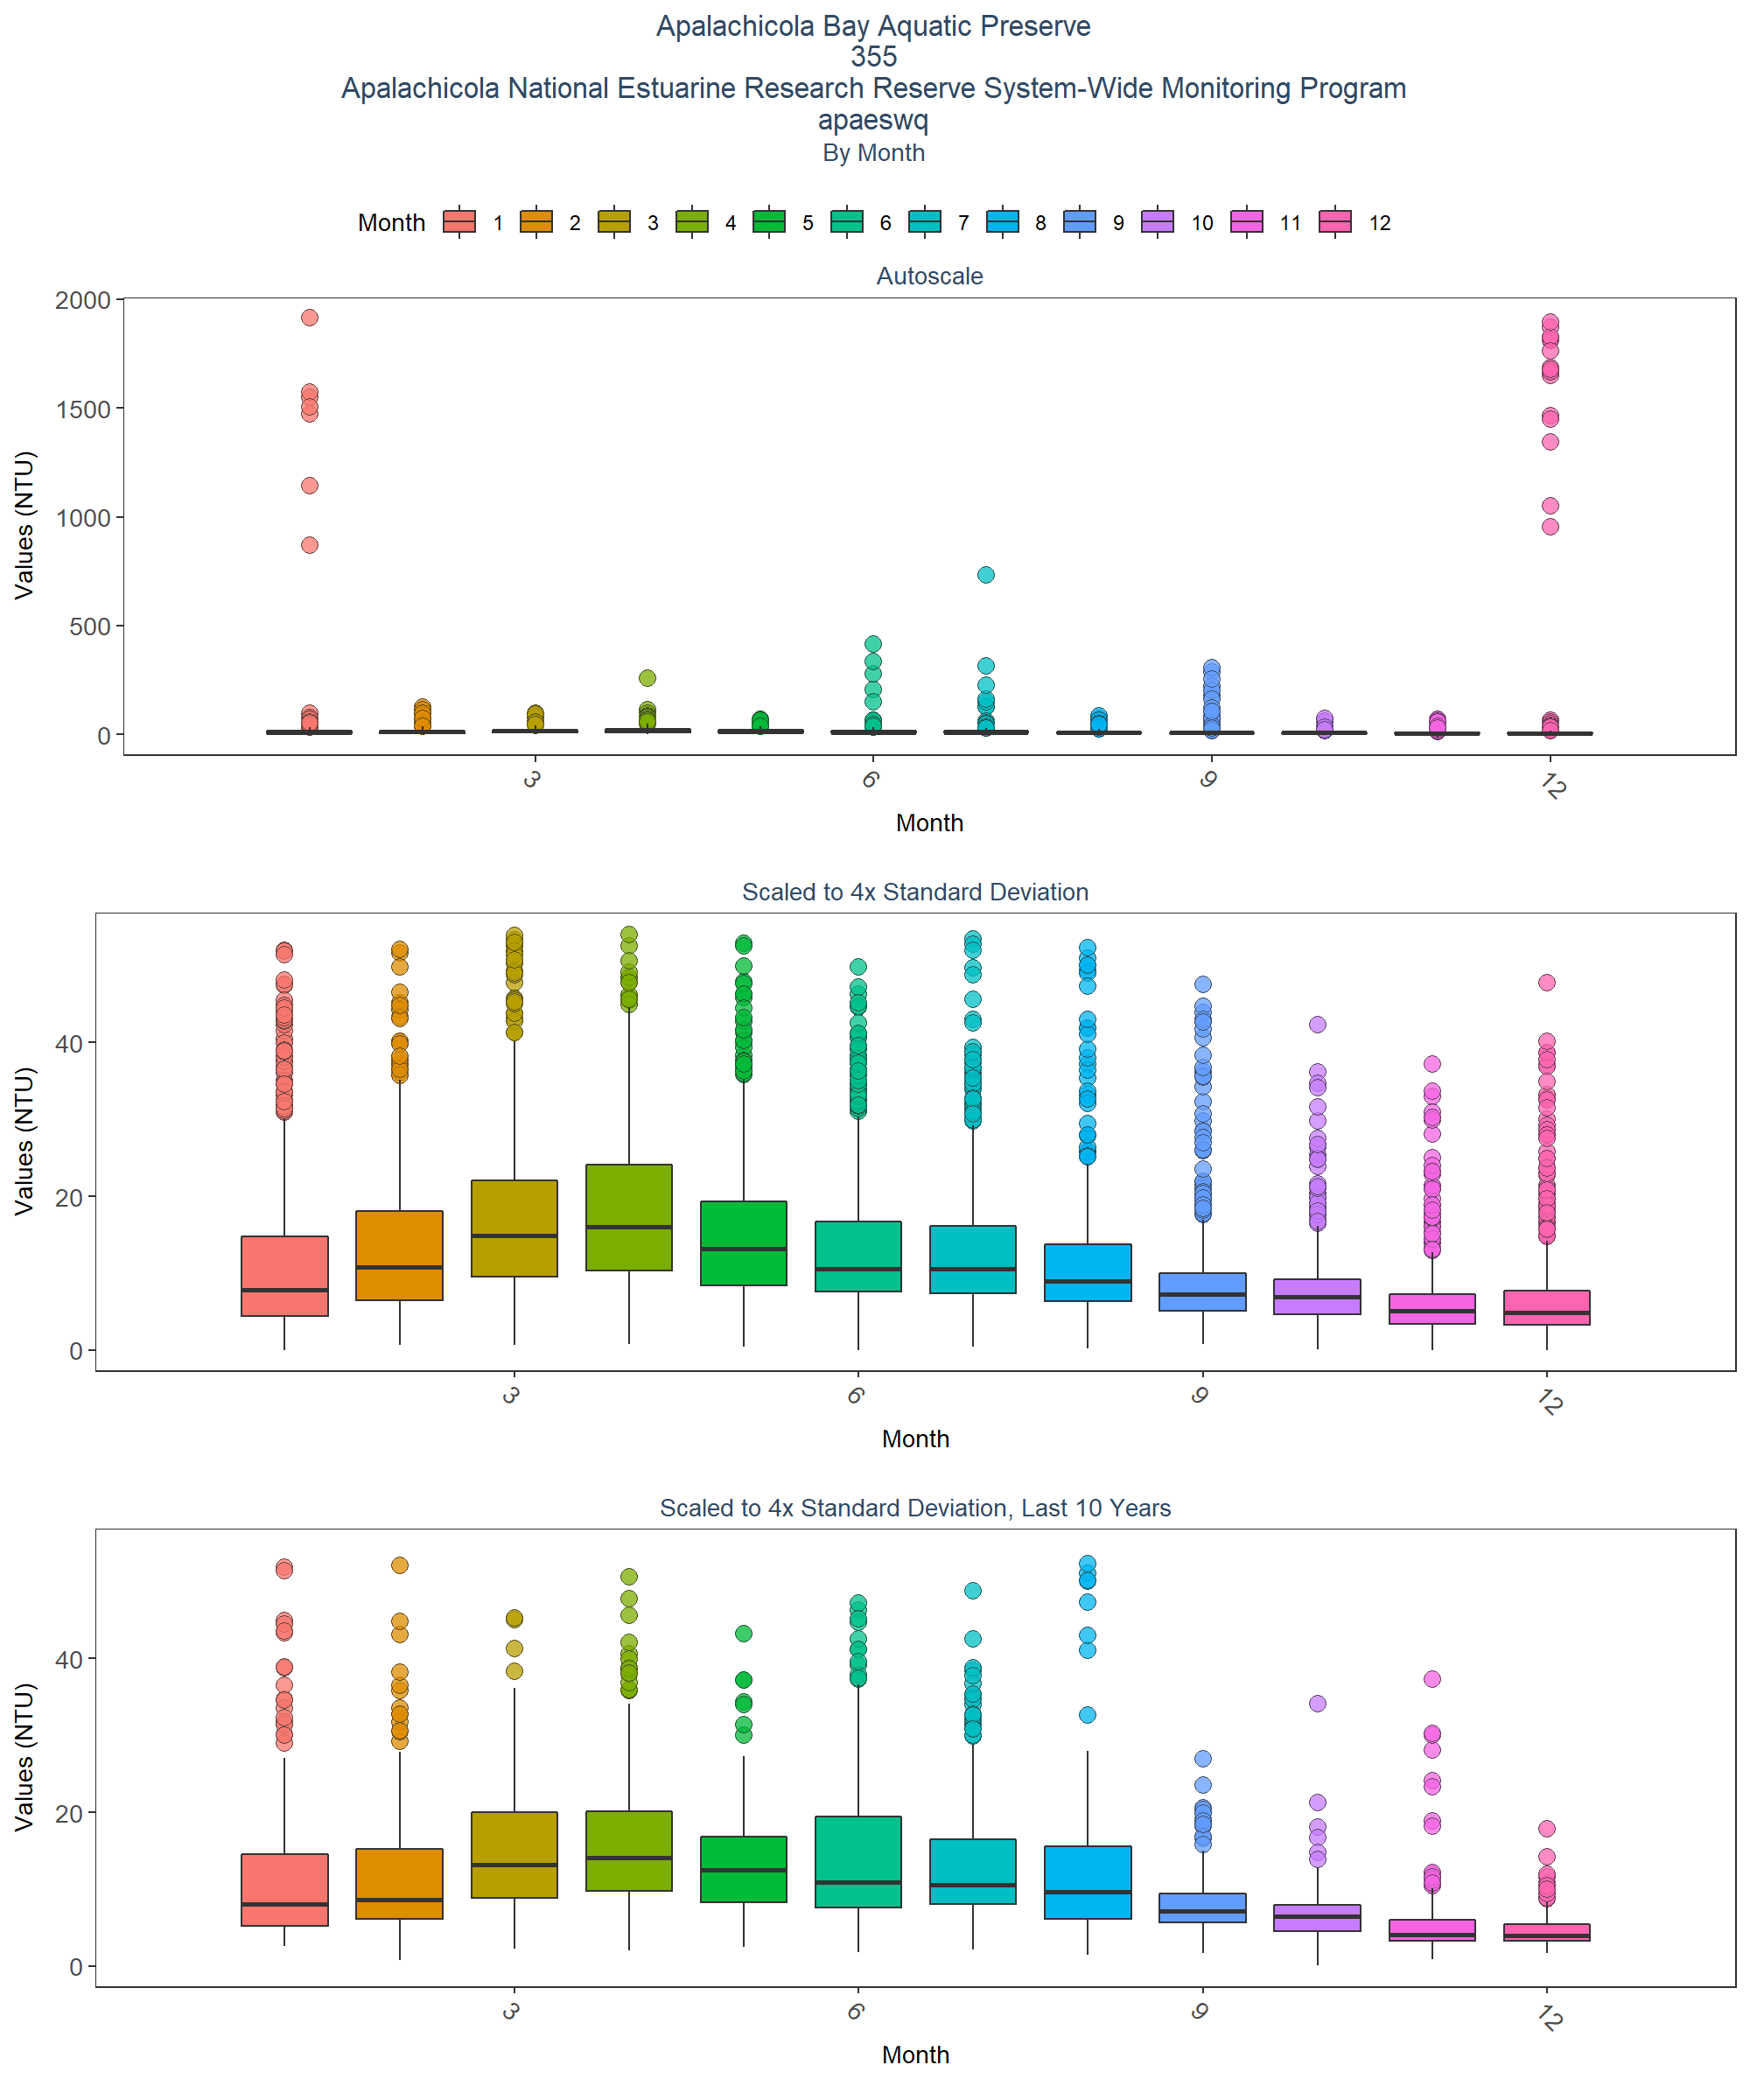 Apalachicola Bay Aquatic Preserve
355
Apalachicola National Estuarine Research Reserve System-Wide Monitoring Program
apaeswq
By Month
Month 1 2 3 4 5 6 7 8 9 10 11 12
Autoscale
2000
1500
1000
500
0
Values (NTU)
3 6 9 12
Month
Scaled to 4x Standard Deviation
40
20
0
Values (NTU)
3 6 9 12
Month
Scaled to 4x Standard Deviation, Last 10 Years
40
20
0
Values (NTU)
3 6 9 12
Month